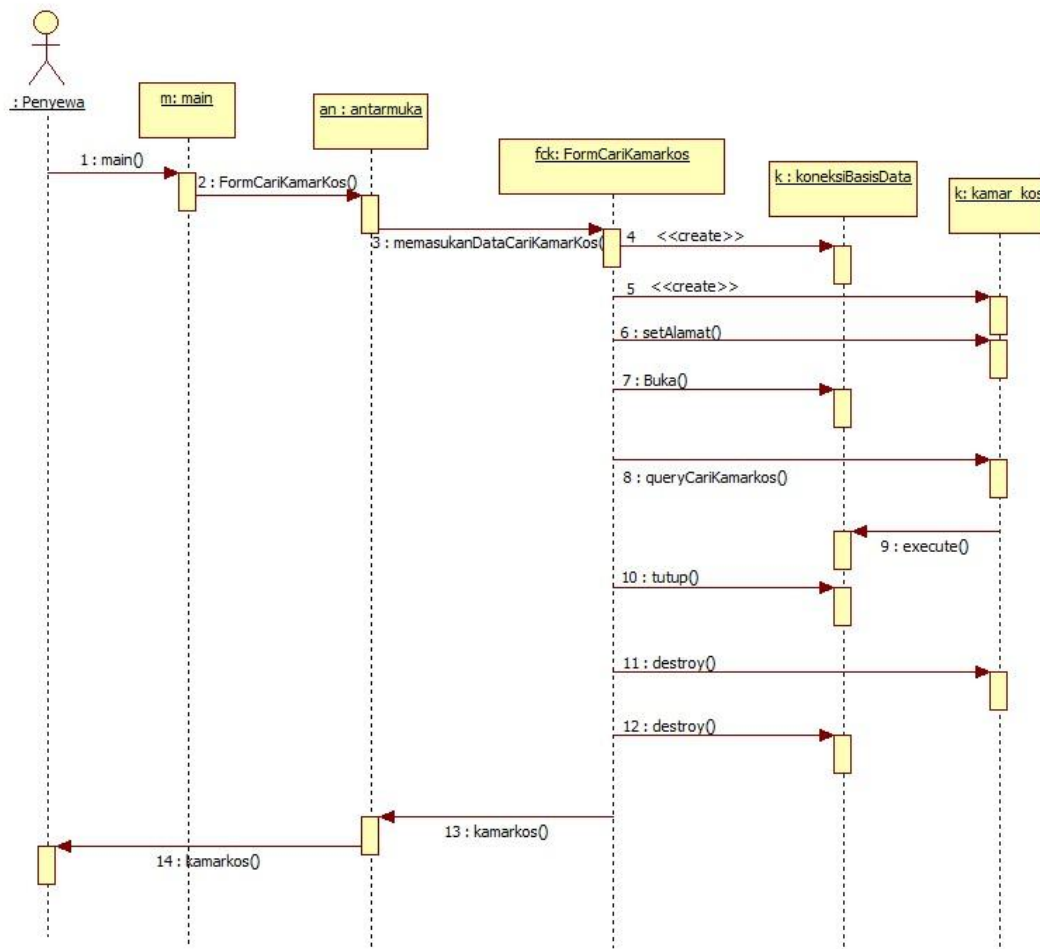 : Penyewa
m: main
an : antarmuka
fck: FormCariKamarkos
k : koneksiBasisData
k: kamar_kos
1 : main()
2 : FormCariKamarKos()
3 : memasukanDataCariKamarKos()
4 <<create>>
5 <<create>>
6 : setAlamat()
7 : Buka()
8 : queryCariKamarkos()
9 : execute()
10 : tutup()
11 : destroy()
12 : destroy()
13 : kamarkos()
14 : kamarkos()